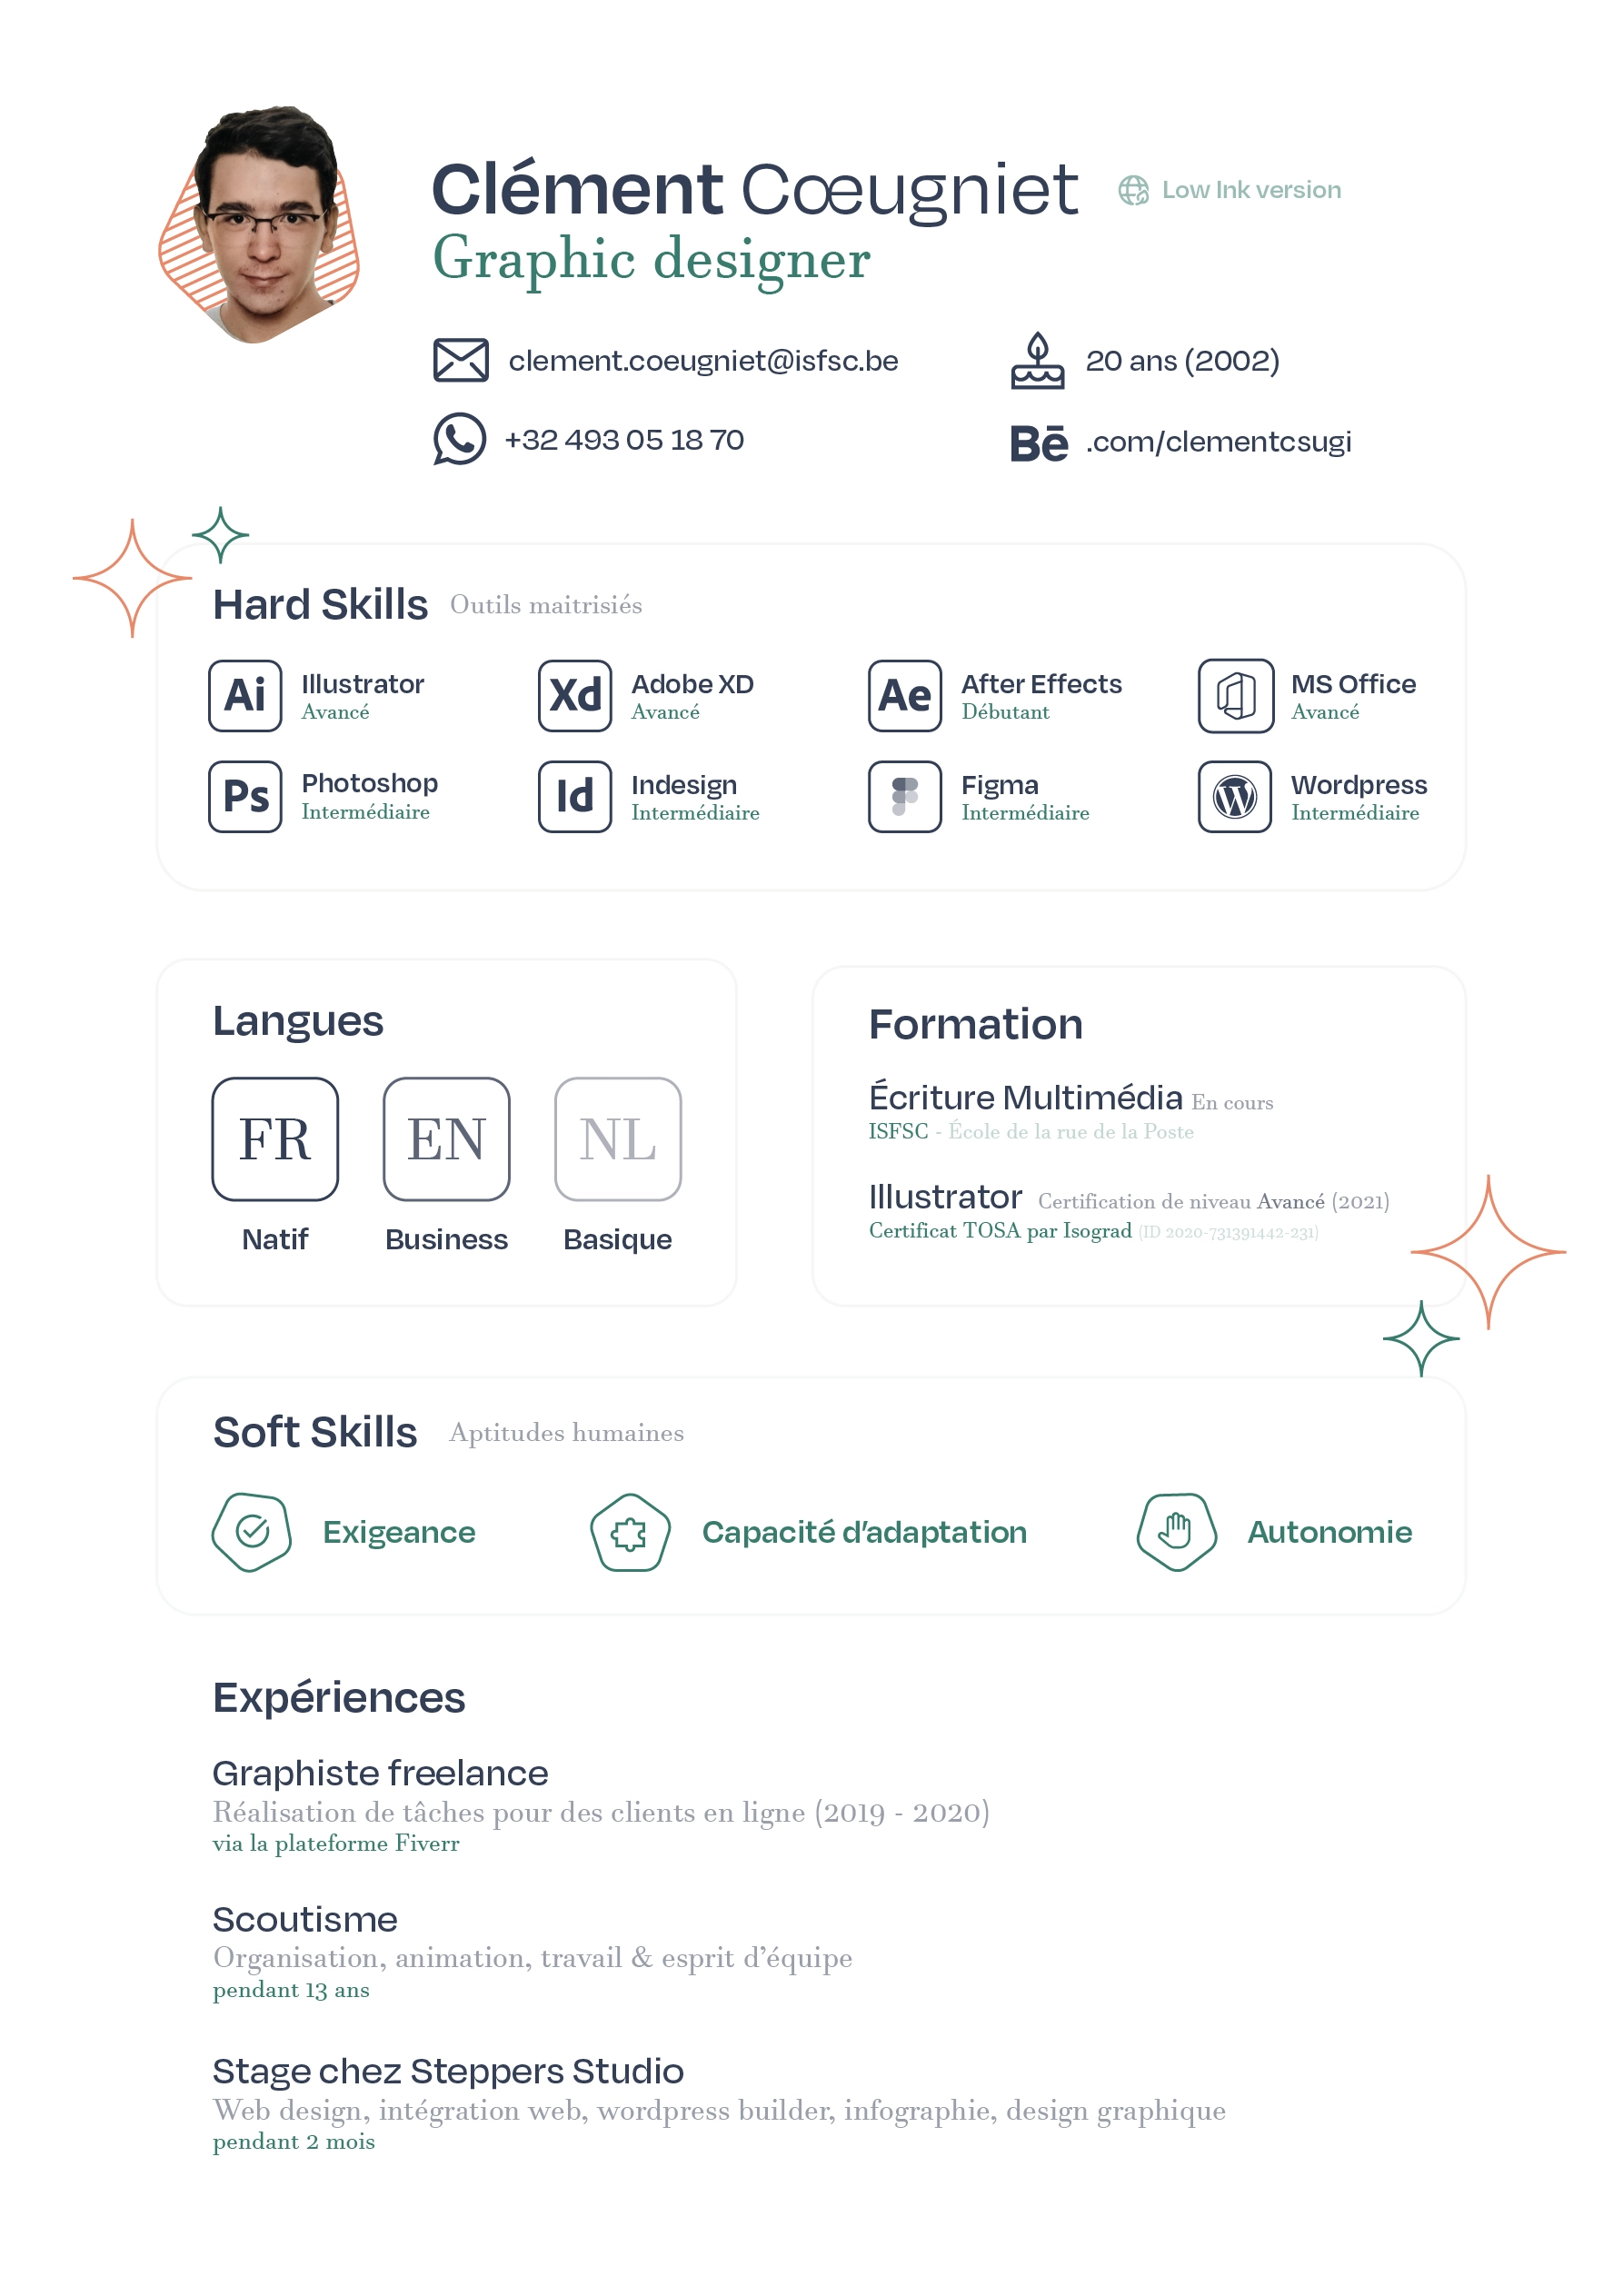 Clément Cœugniet
Low Ink version
Graphic designer
clement.coeugniet@isfsc.be
20 ans (2002)
+32 493 05 18 70
Bē .com/clementcsugi
Hard Skills Outils maitrisiés
Ai Illustrator
Avancé
Xd Adobe XD
Avancé
Ae After Effects
Débutant
MS Office
Avancé
Ps Photoshop
Intermédiaire
Id Indesign
Intermédiaire
Figma
Intermédiaire
Wordpress
Intermédiaire
Langues
FR
EN
NL
Natif
Business
Basique
Formation
Écriture Multimédia En cours
ISFSC - École de la rue de la Poste
Illustrator Certification de niveau Avancé (2021)
Certificat TOSA par Isograd (ID 2020-731391442-231)
Soft Skills Aptitudes humaines
Exigeance
Capacité d’adaptation
Autonomie
Expériences
Graphiste freelance
Réalisation de tâches pour des clients en ligne (2019 - 2020)
via la plateforme Fiverr
Scoutisme
Organisation, animation, travail & esprit d’équipe
pendant 13 ans
Stage chez Steppers Studio
Web design, intégration web, wordpress builder, infographie, design graphique
pendant 2 mois